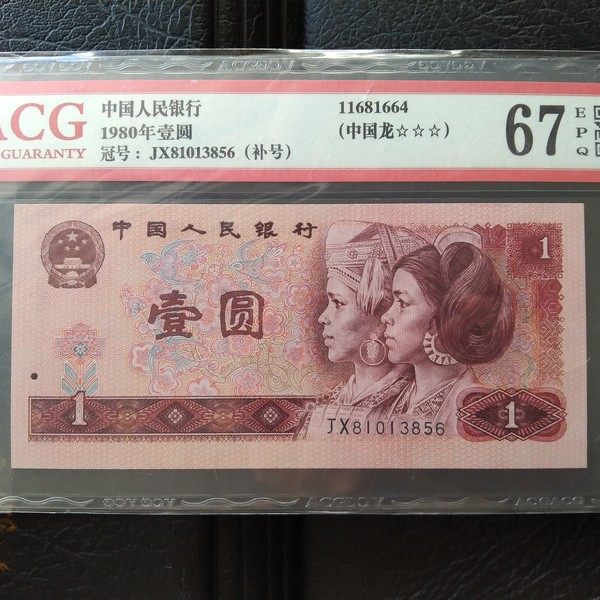 ACG
GUARANTY
中国人民银行
1980年壹圆
冠号：JX81013856（补号）
11681664
（中国龙☆☆☆）
67
E
P
Q
中国人民银行
1
壹圆
1
JX81013856
1
ACGACG